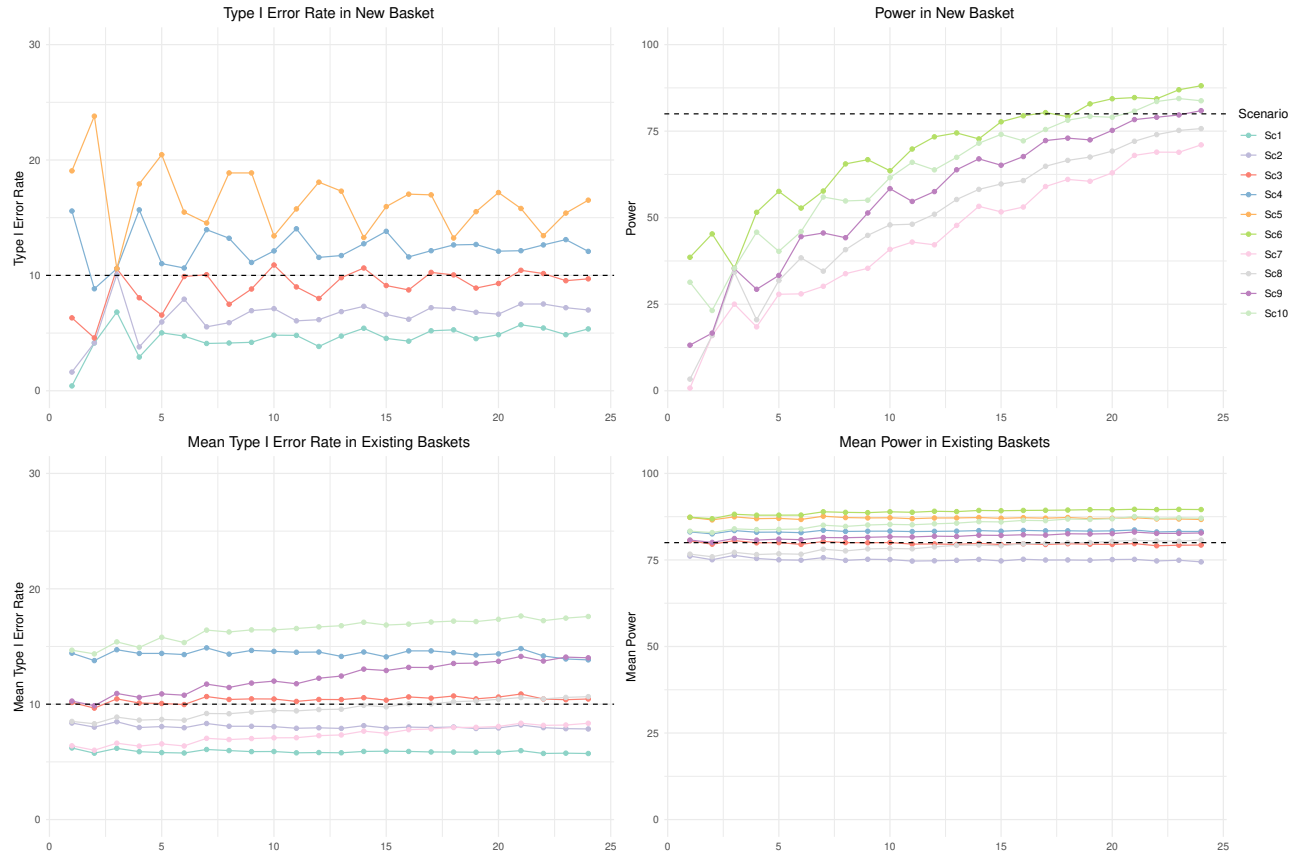 Type I Error Rate in New Basket
Power in New Basket
30
20
10
0
Type I Error Rate
0 5 10 15 20 25
100
75
50
25
0
Power
0 5 10 15 20 25
Scenario
Sc1
Sc2
Sc3
Sc4
Sc5
Sc6
Sc7
Sc8
Sc9
Sc10
Mean Type I Error Rate in Existing Baskets
Mean Power in Existing Baskets
30
20
10
0
Mean Type I Error Rate
0 5 10 15 20 25
100
75
50
25
0
Mean Power
0 5 10 15 20 25